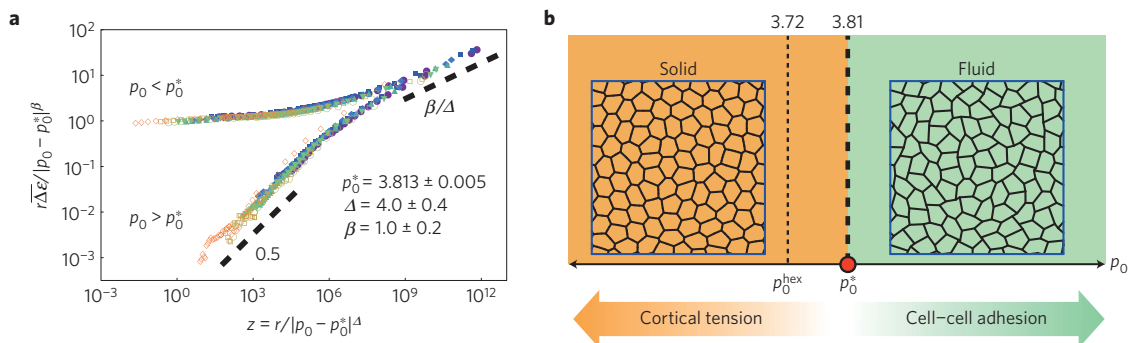 a
10²
10¹
10⁰
10⁻¹
10⁻²
10⁻³
10⁻³
10⁰
10³
10⁶
10⁹
10¹²
r\overline{Δε}/|p₀ − p₀*|^β
z = r/|p₀ − p₀*|^Δ
p₀ < p₀*
p₀ > p₀*
β/Δ
0.5
p₀* = 3.813 ± 0.005
Δ = 4.0 ± 0.4
β = 1.0 ± 0.2
b
3.72
3.81
Solid
Fluid
p₀^hex
p₀*
p₀
Cortical tension
Cell–cell adhesion